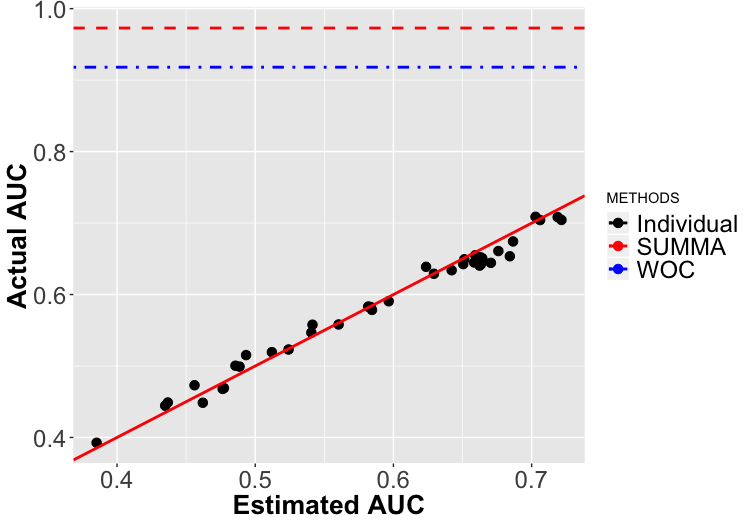 1.0
0.8
0.6
0.4
Actual AUC
0.4 0.5 0.6 0.7
Estimated AUC
METHODS
Individual
SUMMA
WOC